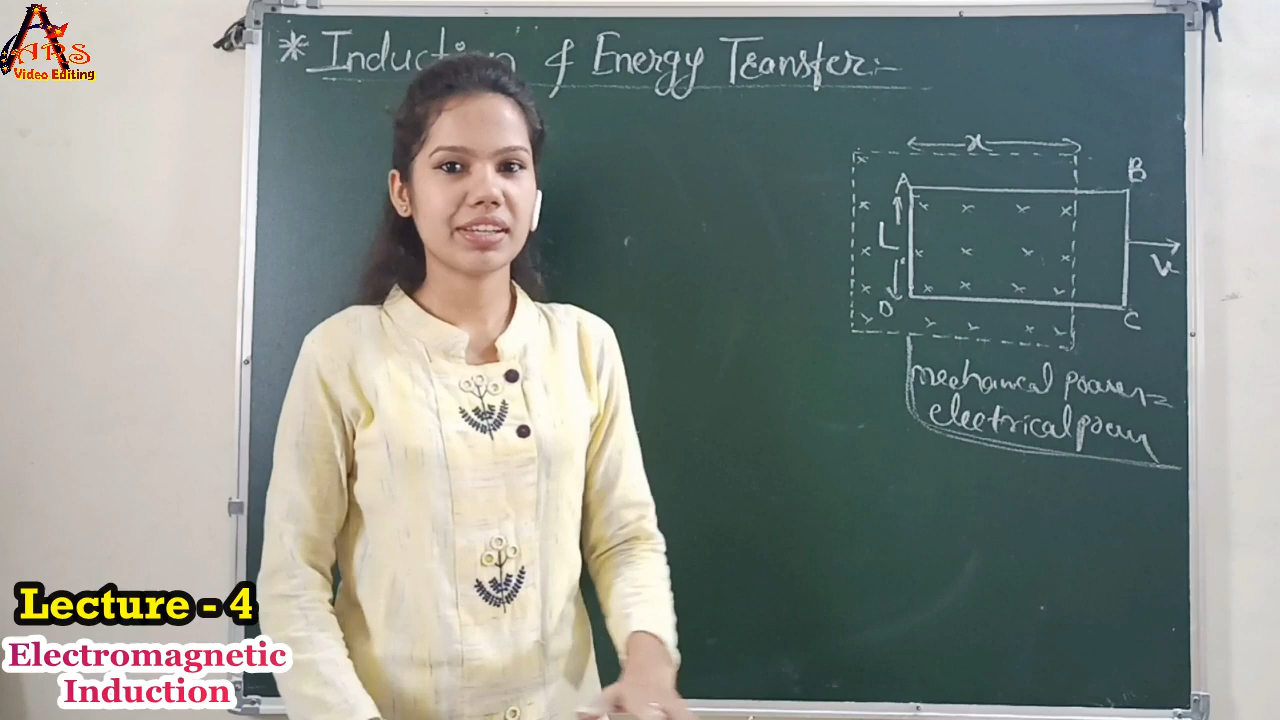 ARS
Video Editing
* Induction & Energy Transfer:-
x
A
B
L
v
D
C
mechanical power =
electrical power
Lecture - 4
Electromagnetic
Induction